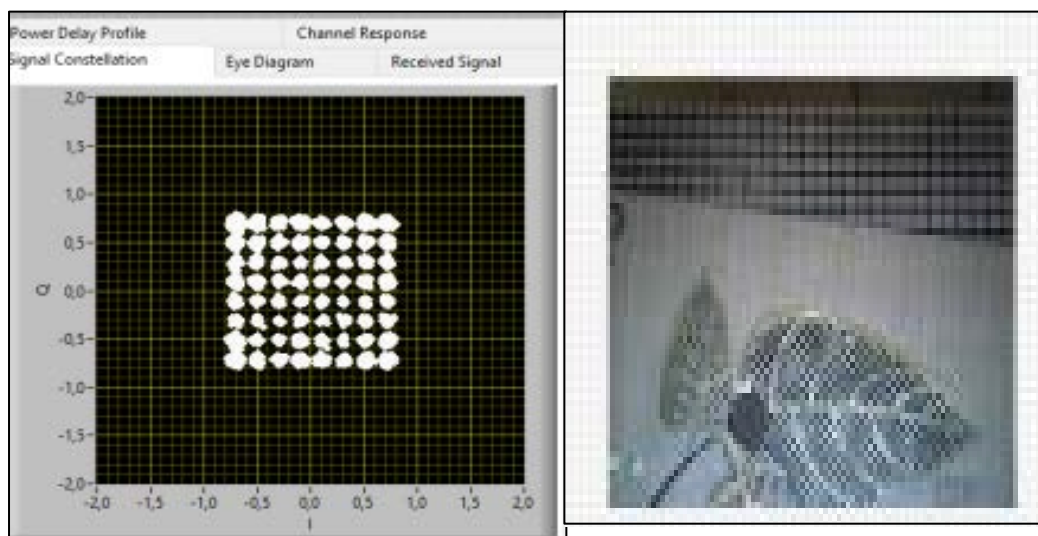 Power Delay Profile Channel Response
Signal Constellation Eye Diagram Received Signal
2,0
1,5
1,0
0,5
0,0
-0,5
-1,0
-1,5
-2,0
Q
-2,0 -1,5 -1,0 -0,5 0,0 0,5 1,0 1,5 2,0
I